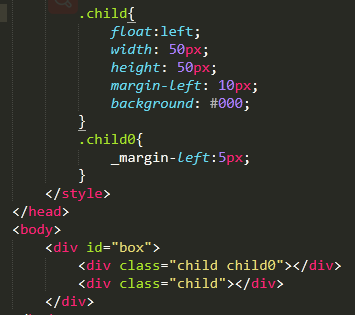 .child{
float:left;
width: 50px;
height: 50px;
margin-left: 10px;
background: #000;
}
.child0{
_margin-left:5px;
}
</style>
</head>
<body>
<div id="box">
<div class="child child0"></div>
<div class="child"></div>
</div>